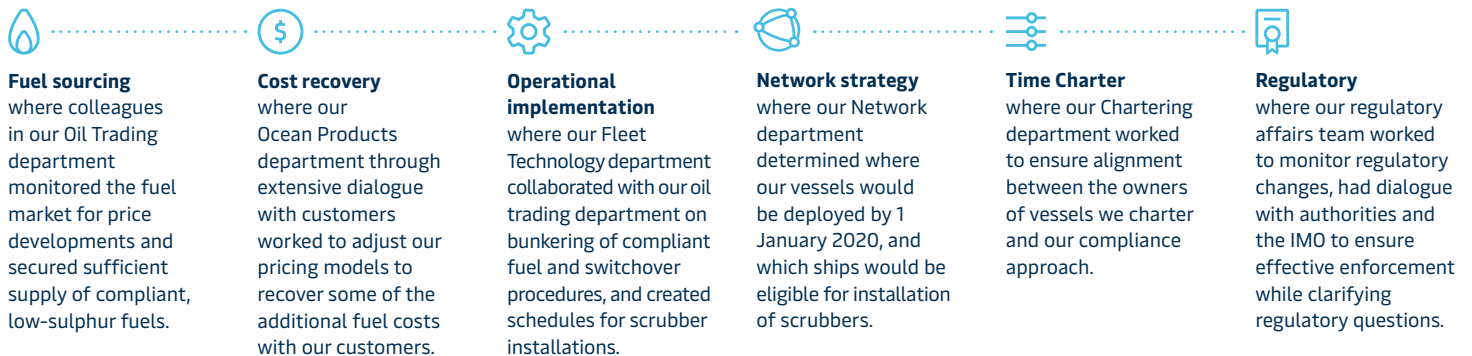 $
Fuel sourcing
where colleagues
in our Oil Trading
department
monitored the fuel
market for price
developments and
secured sufficient
supply of compliant,
low-sulphur fuels.
Cost recovery
where our
Ocean Products
department through
extensive dialogue
with customers
worked to adjust our
pricing models to
recover some of the
additional fuel costs
with our customers.
Operational
implementation
where our Fleet
Technology department
collaborated with our oil
trading department on
bunkering of compliant
fuel and switchover
procedures, and created
schedules for scrubber
installations.
Network strategy
where our Network
department
determined where
our vessels would
be deployed by 1
January 2020, and
which ships would be
eligible for installation
of scrubbers.
Time Charter
where our Chartering
department worked
to ensure alignment
between the owners
of vessels we charter
and our compliance
approach.
Regulatory
where our regulatory
affairs team worked
to monitor regulatory
changes, had dialogue
with authorities and
the IMO to ensure
effective enforcement
while clarifying
regulatory questions.